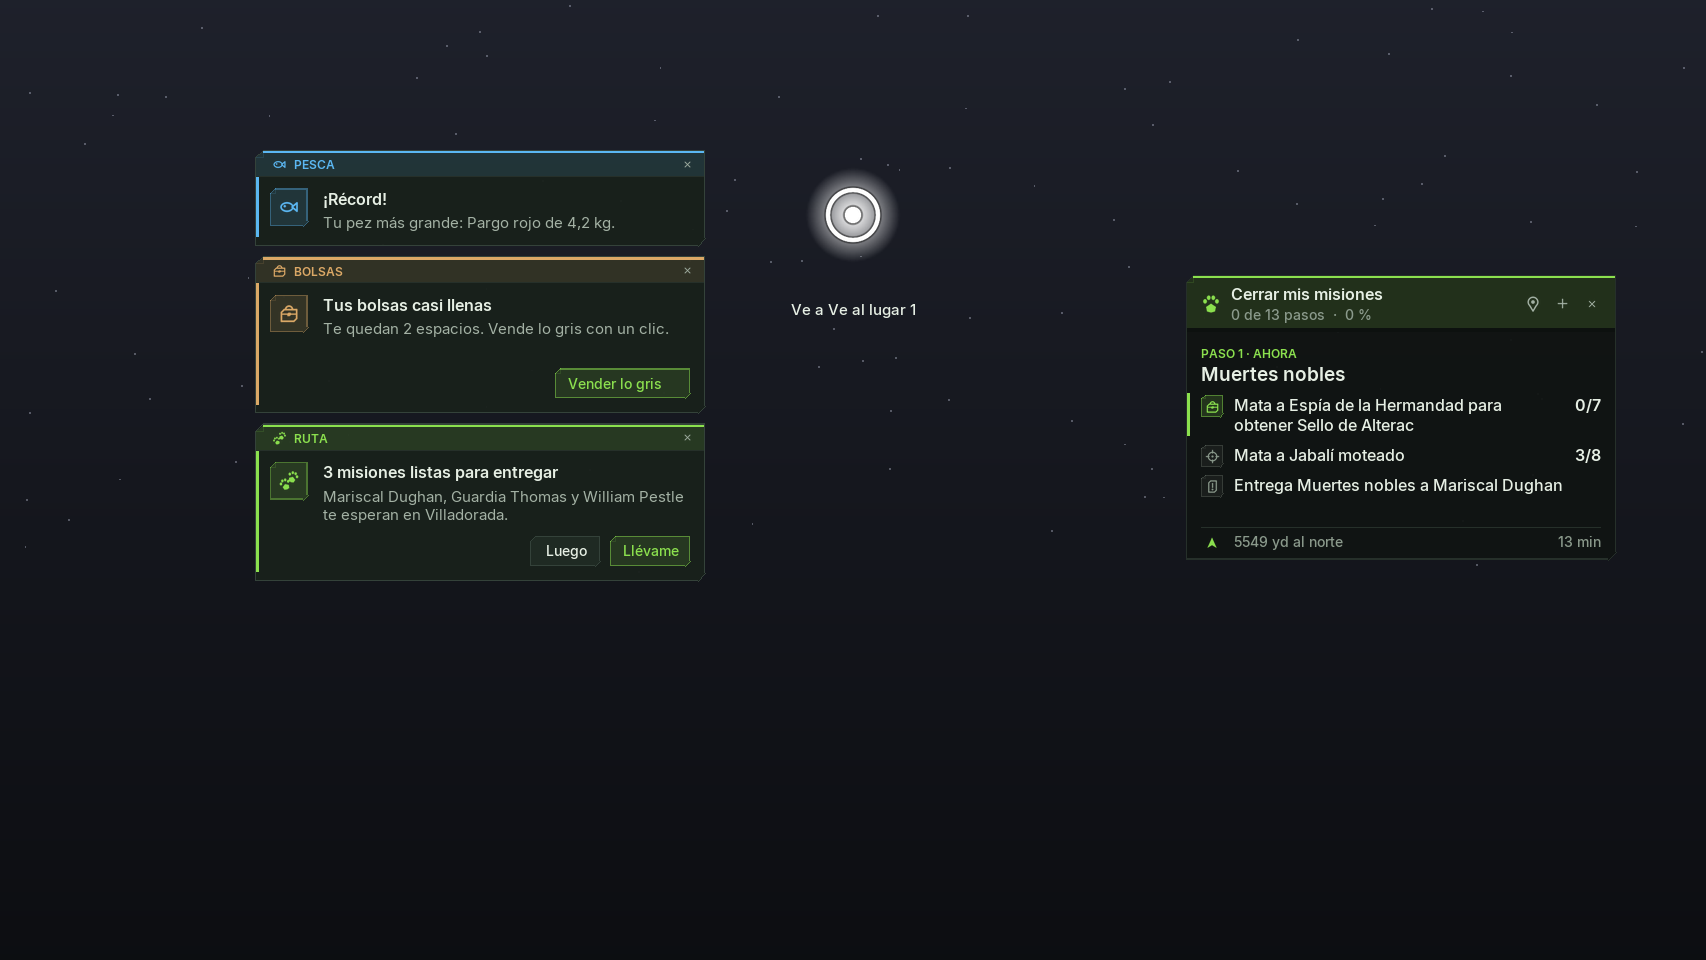 PESCA
¡Récord!
Tu pez más grande: Pargo rojo de 4,2 kg.
BOLSAS
Tus bolsas casi llenas
Te quedan 2 espacios. Vende lo gris con un clic.
Vender lo gris
RUTA
3 misiones listas para entregar
Mariscal Dughan, Guardia Thomas y William Pestle
te esperan en Villadorada.
Luego
Llévame
Ve a Ve al lugar 1
Cerrar mis misiones
0 de 13 pasos · 0 %
PASO 1 · AHORA
Muertes nobles
Mata a Espía de la Hermandad para 0/7
obtener Sello de Alterac
Mata a Jabalí moteado 3/8
Entrega Muertes nobles a Mariscal Dughan
5549 yd al norte 13 min